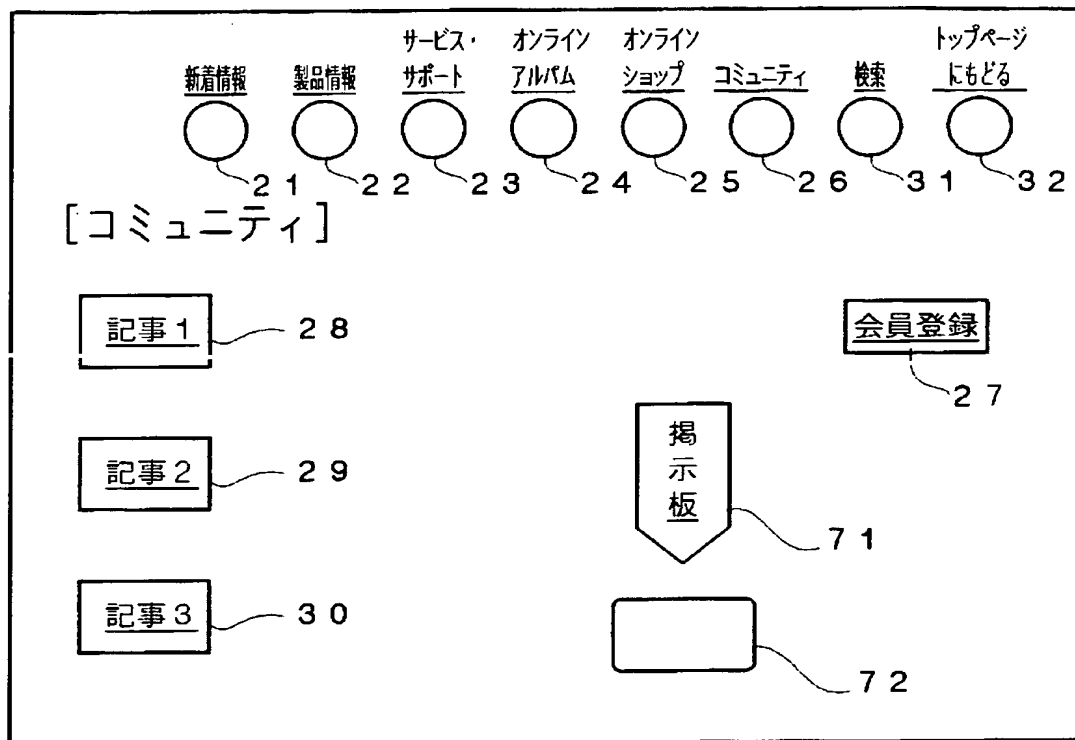 サービス・ オンライン オンライン トップページ
新着情報 製品情報 サポート アルバム ショップ コミュニティ 検索 にもどる
21 22 23 24 25 26 31 32
[コミュニティ]
記事1 28
会員登録
27
記事2 29
掲示板
71
記事3 30
72